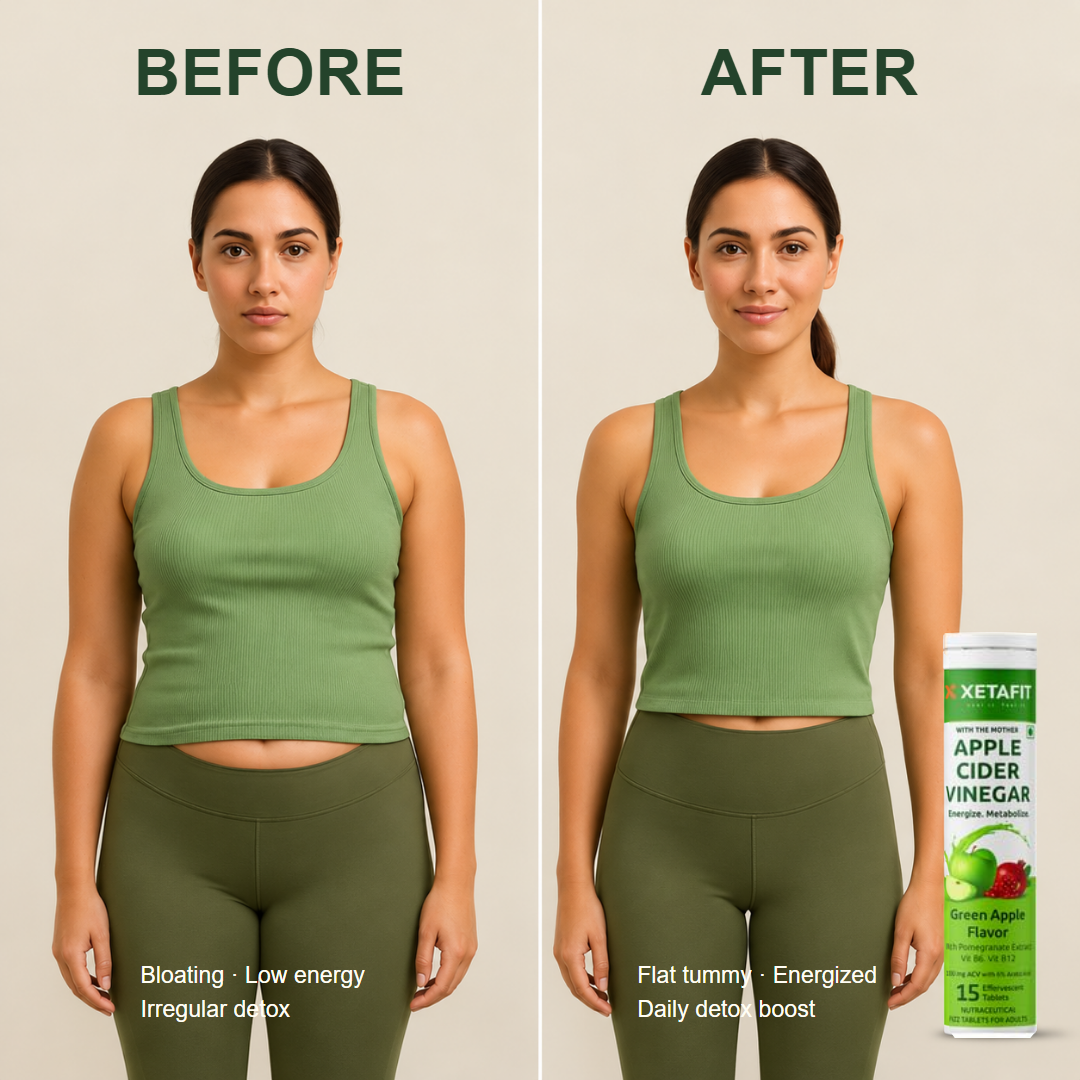 BEFORE
AFTER
XETAFIT
WITH THE MOTHER
APPLE
CIDER
VINEGAR
Energize. Metabolize.
Green Apple
Flavor
With Pomegranate Extract
Vit B6, Vit B12
15 Effervescent
Tablets
NUTRACEUTICAL
FIZZ TABLETS FOR ADULTS
Bloating · Low energy
Irregular detox
Flat tummy · Energized
Daily detox boost